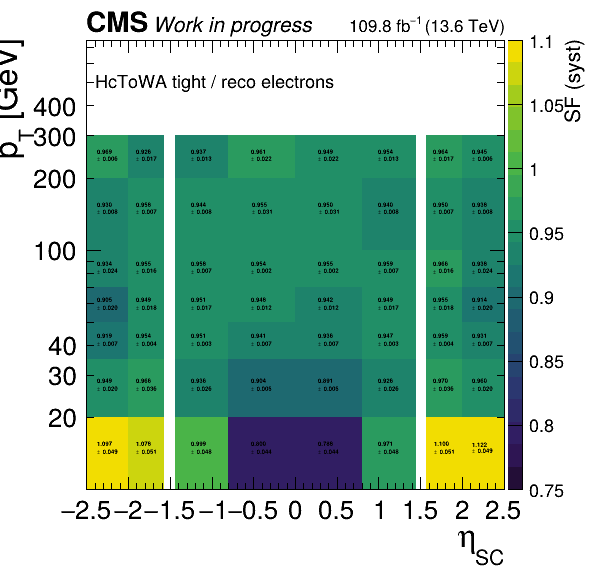 CMS Work in progress 109.8 fb−1 (13.6 TeV)
HcToWA tight / reco electrons
pT [GeV]
400
300
200
100
40
30
20
0.937 0.961 0.949 0.954 0.964 0.945
± 0.006 ± 0.017 ± 0.013 ± 0.022 ± 0.022 ± 0.013 ± 0.017 ± 0.006
0.930 0.958 0.944 0.955 0.950 0.940 0.950 0.938
± 0.008 ± 0.007 ± 0.008 ± 0.031 ± 0.031 ± 0.008 ± 0.007 ± 0.008
0.934 0.955 0.958 0.954 0.955 0.959 0.966 0.938
± 0.024 ± 0.016 ± 0.007 ± 0.002 ± 0.002 ± 0.007 ± 0.016 ± 0.024
0.905 0.949 0.951 0.948 0.942 0.949 0.955 0.914
± 0.020 ± 0.018 ± 0.017 ± 0.012 ± 0.012 ± 0.017 ± 0.018 ± 0.020
0.919 0.954 0.951 0.941 0.936 0.947 0.959 0.931
± 0.007 ± 0.004 ± 0.003 ± 0.007 ± 0.007 ± 0.003 ± 0.004 ± 0.007
0.949 0.966 0.936 0.904 0.891 0.928 0.970 0.960
± 0.029 ± 0.036 ± 0.026 ± 0.005 ± 0.005 ± 0.026 ± 0.036 ± 0.029
1.097 1.078 0.999 0.971 1.100 1.122
± 0.049 ± 0.051 ± 0.048 ± 0.044 ± 0.044 ± 0.048 ± 0.051 ± 0.049
−2.5 −2 −1.5 −1 −0.5 0 0.5 1 1.5 2 2.5
ηSC
1.1
1.05
1
0.95
0.9
0.85
0.8
0.75
SF (syst)